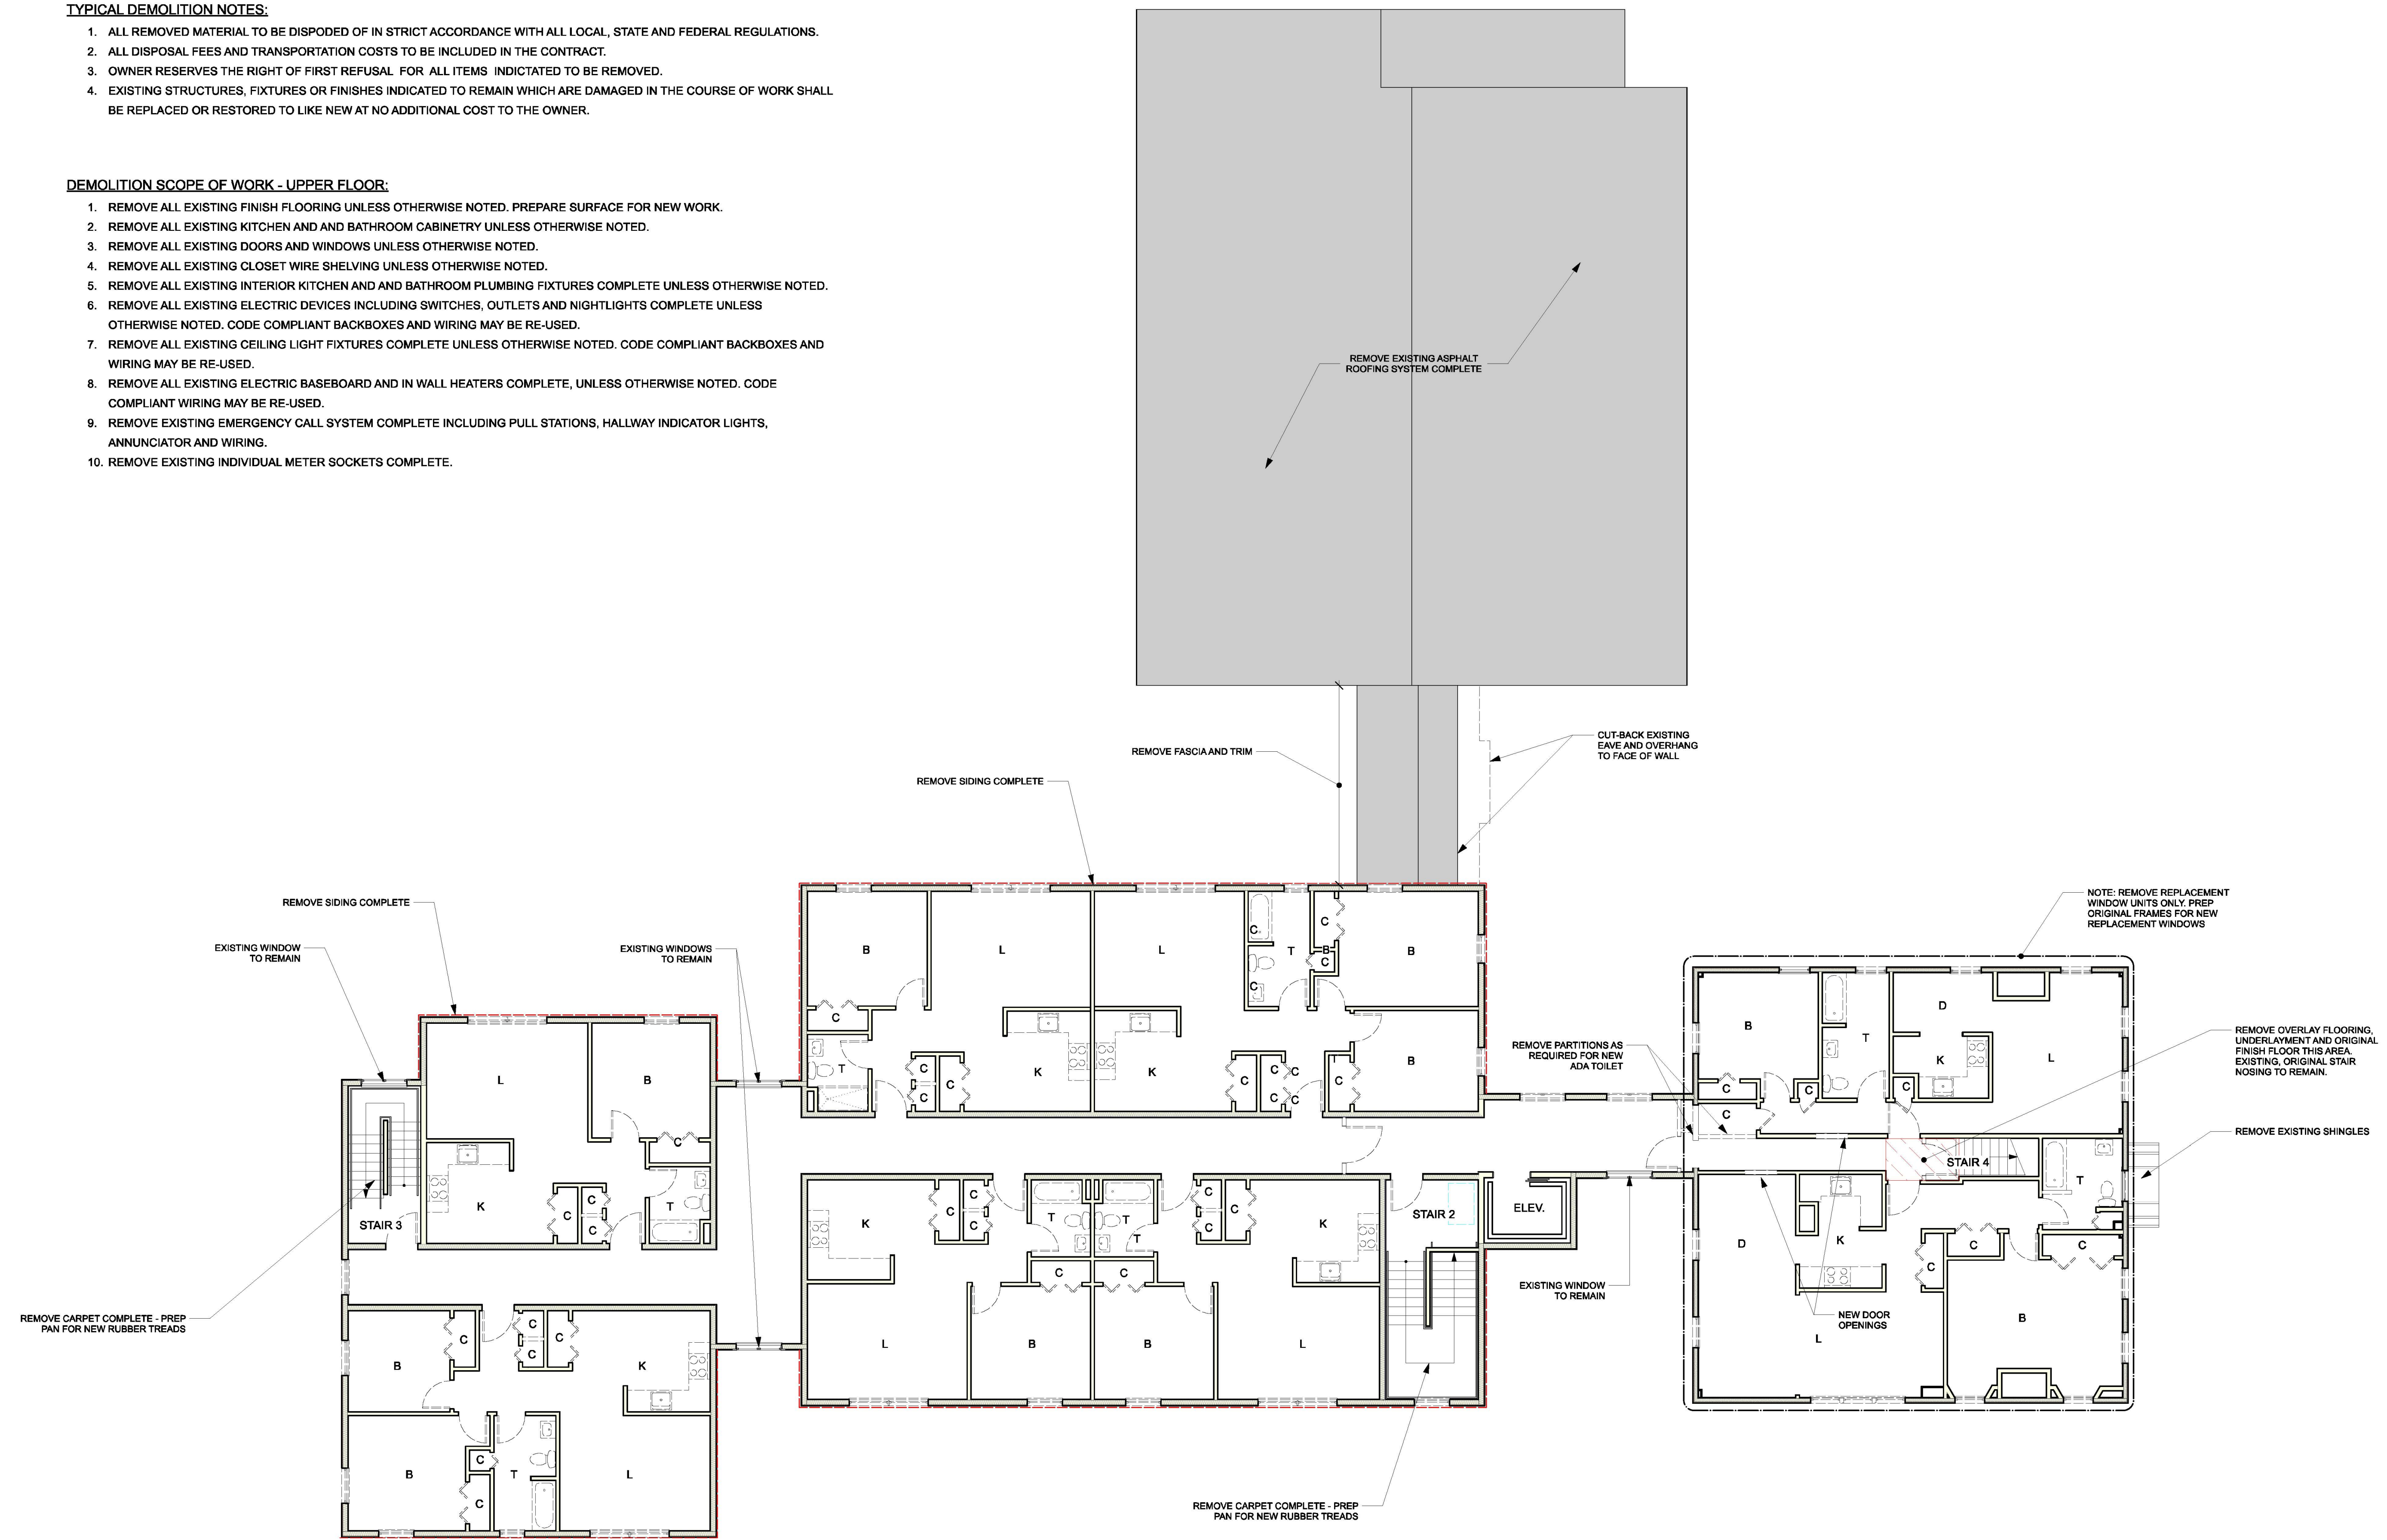 TYPICAL DEMOLITION NOTES:
1. ALL REMOVED MATERIAL TO BE DISPODED OF IN STRICT ACCORDANCE WITH ALL LOCAL, STATE AND FEDERAL REGULATIONS.
2. ALL DISPOSAL FEES AND TRANSPORTATION COSTS TO BE INCLUDED IN THE CONTRACT.
3. OWNER RESERVES THE RIGHT OF FIRST REFUSAL FOR ALL ITEMS INDICTATED TO BE REMOVED.
4. EXISTING STRUCTURES, FIXTURES OR FINISHES INDICATED TO REMAIN WHICH ARE DAMAGED IN THE COURSE OF WORK SHALL
BE REPLACED OR RESTORED TO LIKE NEW AT NO ADDITIONAL COST TO THE OWNER.
DEMOLITION SCOPE OF WORK - UPPER FLOOR:
1. REMOVE ALL EXISTING FINISH FLOORING UNLESS OTHERWISE NOTED. PREPARE SURFACE FOR NEW WORK.
2. REMOVE ALL EXISTING KITCHEN AND AND BATHROOM CABINETRY UNLESS OTHERWISE NOTED.
3. REMOVE ALL EXISTING DOORS AND WINDOWS UNLESS OTHERWISE NOTED.
4. REMOVE ALL EXISTING CLOSET WIRE SHELVING UNLESS OTHERWISE NOTED.
5. REMOVE ALL EXISTING INTERIOR KITCHEN AND AND BATHROOM PLUMBING FIXTURES COMPLETE UNLESS OTHERWISE NOTED.
6. REMOVE ALL EXISTING ELECTRIC DEVICES INCLUDING SWITCHES, OUTLETS AND NIGHTLIGHTS COMPLETE UNLESS
OTHERWISE NOTED. CODE COMPLIANT BACKBOXES AND WIRING MAY BE RE-USED.
7. REMOVE ALL EXISTING CEILING LIGHT FIXTURES COMPLETE UNLESS OTHERWISE NOTED. CODE COMPLIANT BACKBOXES AND
WIRING MAY BE RE-USED.
8. REMOVE ALL EXISTING ELECTRIC BASEBOARD AND IN WALL HEATERS COMPLETE, UNLESS OTHERWISE NOTED. CODE
COMPLIANT WIRING MAY BE RE-USED.
9. REMOVE EXISTING EMERGENCY CALL SYSTEM COMPLETE INCLUDING PULL STATIONS, HALLWAY INDICATOR LIGHTS,
ANNUNCIATOR AND WIRING.
10. REMOVE EXISTING INDIVIDUAL METER SOCKETS COMPLETE.
REMOVE EXISTING ASPHALT
ROOFING SYSTEM COMPLETE
REMOVE FASCIA AND TRIM
CUT-BACK EXISTING
EAVE AND OVERHANG
TO FACE OF WALL
REMOVE SIDING COMPLETE
REMOVE SIDING COMPLETE
EXISTING WINDOW
TO REMAIN
EXISTING WINDOWS
TO REMAIN
NOTE: REMOVE REPLACEMENT
WINDOW UNITS ONLY. PREP
ORIGINAL FRAMES FOR NEW
REPLACEMENT WINDOWS
REMOVE PARTITIONS AS
REQUIRED FOR NEW
ADA TOILET
REMOVE OVERLAY FLOORING,
UNDERLAYMENT AND ORIGINAL
FINISH FLOOR THIS AREA.
EXISTING, ORIGINAL STAIR
NOSING TO REMAIN.
REMOVE EXISTING SHINGLES
L
B
C
K
C
C
C
T
STAIR 3
REMOVE CARPET COMPLETE - PREP
PAN FOR NEW RUBBER TREADS
B
C
C
C
C
K
B
C
C
T
L
B
L
L
C
C
T
B
C
C
C
B
C
T
C
C
C
K
K
C
C
C
C
C
T
C
B
K
C
C
C
T
T
T
C
C
C
K
C
C
L
B
B
L
STAIR 2
ELEV.
EXISTING WINDOW
TO REMAIN
REMOVE CARPET COMPLETE - PREP
PAN FOR NEW RUBBER TREADS
B
T
D
K
L
C
C
C
C
STAIR 4
T
D
K
C
C
C
B
L
NEW DOOR
OPENINGS